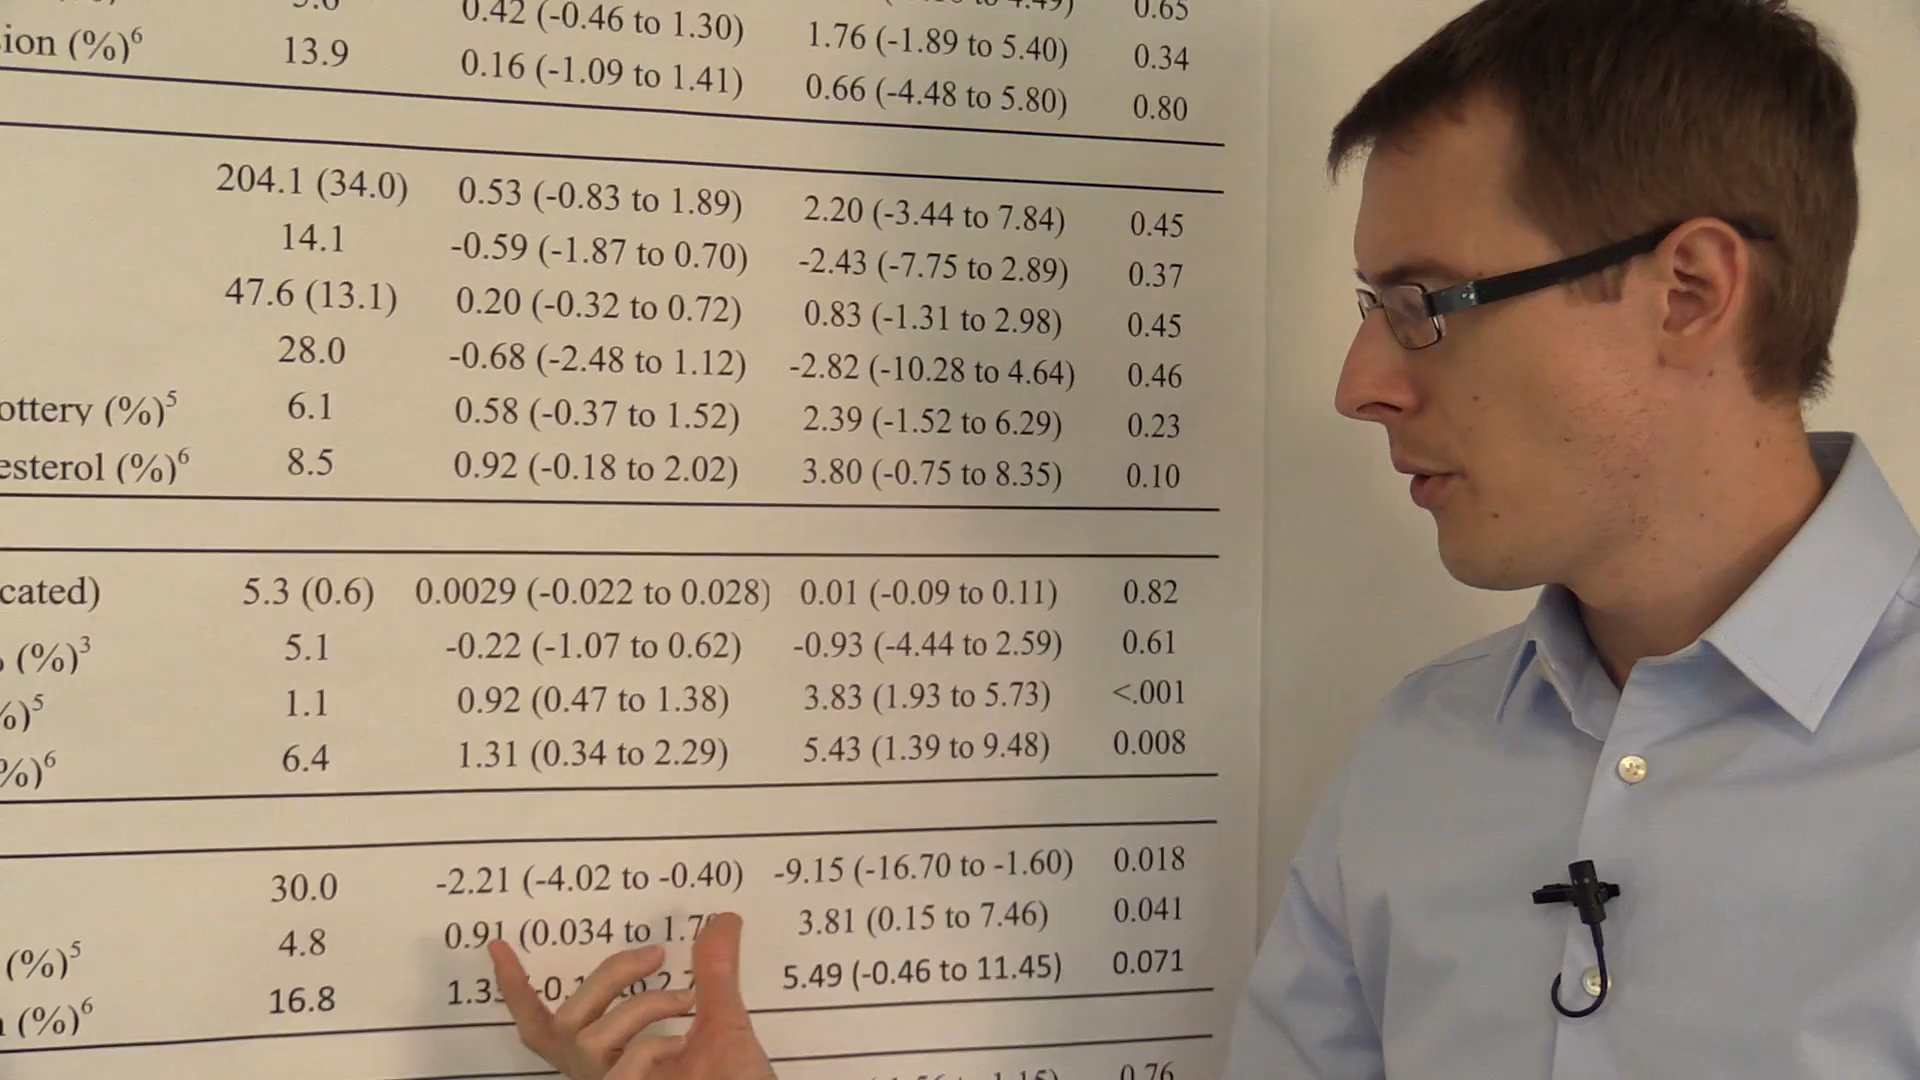 0.42 (-0.46 to 1.30) 0.65
ion (%)⁶ 13.9 0.16 (-1.09 to 1.41) 1.76 (-1.89 to 5.40) 0.34
0.66 (-4.48 to 5.80) 0.80
204.1 (34.0) 0.53 (-0.83 to 1.89) 2.20 (-3.44 to 7.84) 0.45
14.1 -0.59 (-1.87 to 0.70) -2.43 (-7.75 to 2.89) 0.37
47.6 (13.1) 0.20 (-0.32 to 0.72) 0.83 (-1.31 to 2.98) 0.45
28.0 -0.68 (-2.48 to 1.12) -2.82 (-10.28 to 4.64) 0.46
ottery (%)⁵ 6.1 0.58 (-0.37 to 1.52) 2.39 (-1.52 to 6.29) 0.23
esterol (%)⁶ 8.5 0.92 (-0.18 to 2.02) 3.80 (-0.75 to 8.35) 0.10
cated) 5.3 (0.6) 0.0029 (-0.022 to 0.028) 0.01 (-0.09 to 0.11) 0.82
(%)³ 5.1 -0.22 (-1.07 to 0.62) -0.93 (-4.44 to 2.59) 0.61
%)⁵ 1.1 0.92 (0.47 to 1.38) 3.83 (1.93 to 5.73) <.001
%)⁶ 6.4 1.31 (0.34 to 2.29) 5.43 (1.39 to 9.48) 0.008
30.0 -2.21 (-4.02 to -0.40) -9.15 (-16.70 to -1.60) 0.018
(%)⁵ 4.8 0.91 (0.034 to 3.81 (0.15 to 7.46) 0.041
(%)⁶ 16.8 5.49 (-0.46 to 11.45) 0.071
0.76